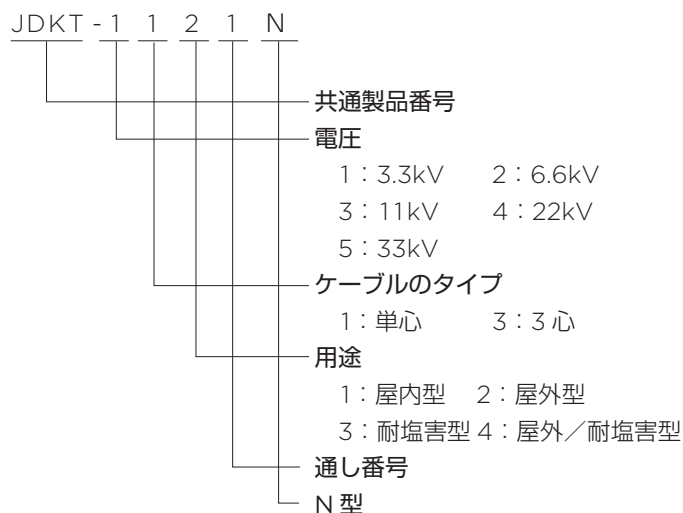 JDKT-1 1 2 1 N
共通製品番号
電圧
1：3.3kV 2：6.6kV
3：11kV 4：22kV
5：33kV
ケーブルのタイプ
1：単心 3：3 心
用途
1：屋内型 2：屋外型
3：耐塩害型 4：屋外／耐塩害型
通し番号
N 型